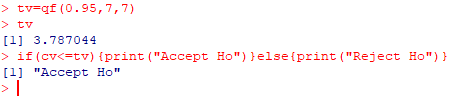 > tv=qf(0.95,7,7)
> tv
[1] 3.787044
> if(cv<=tv){print("Accept Ho")}else{print("Reject Ho")}
[1] "Accept Ho"
>